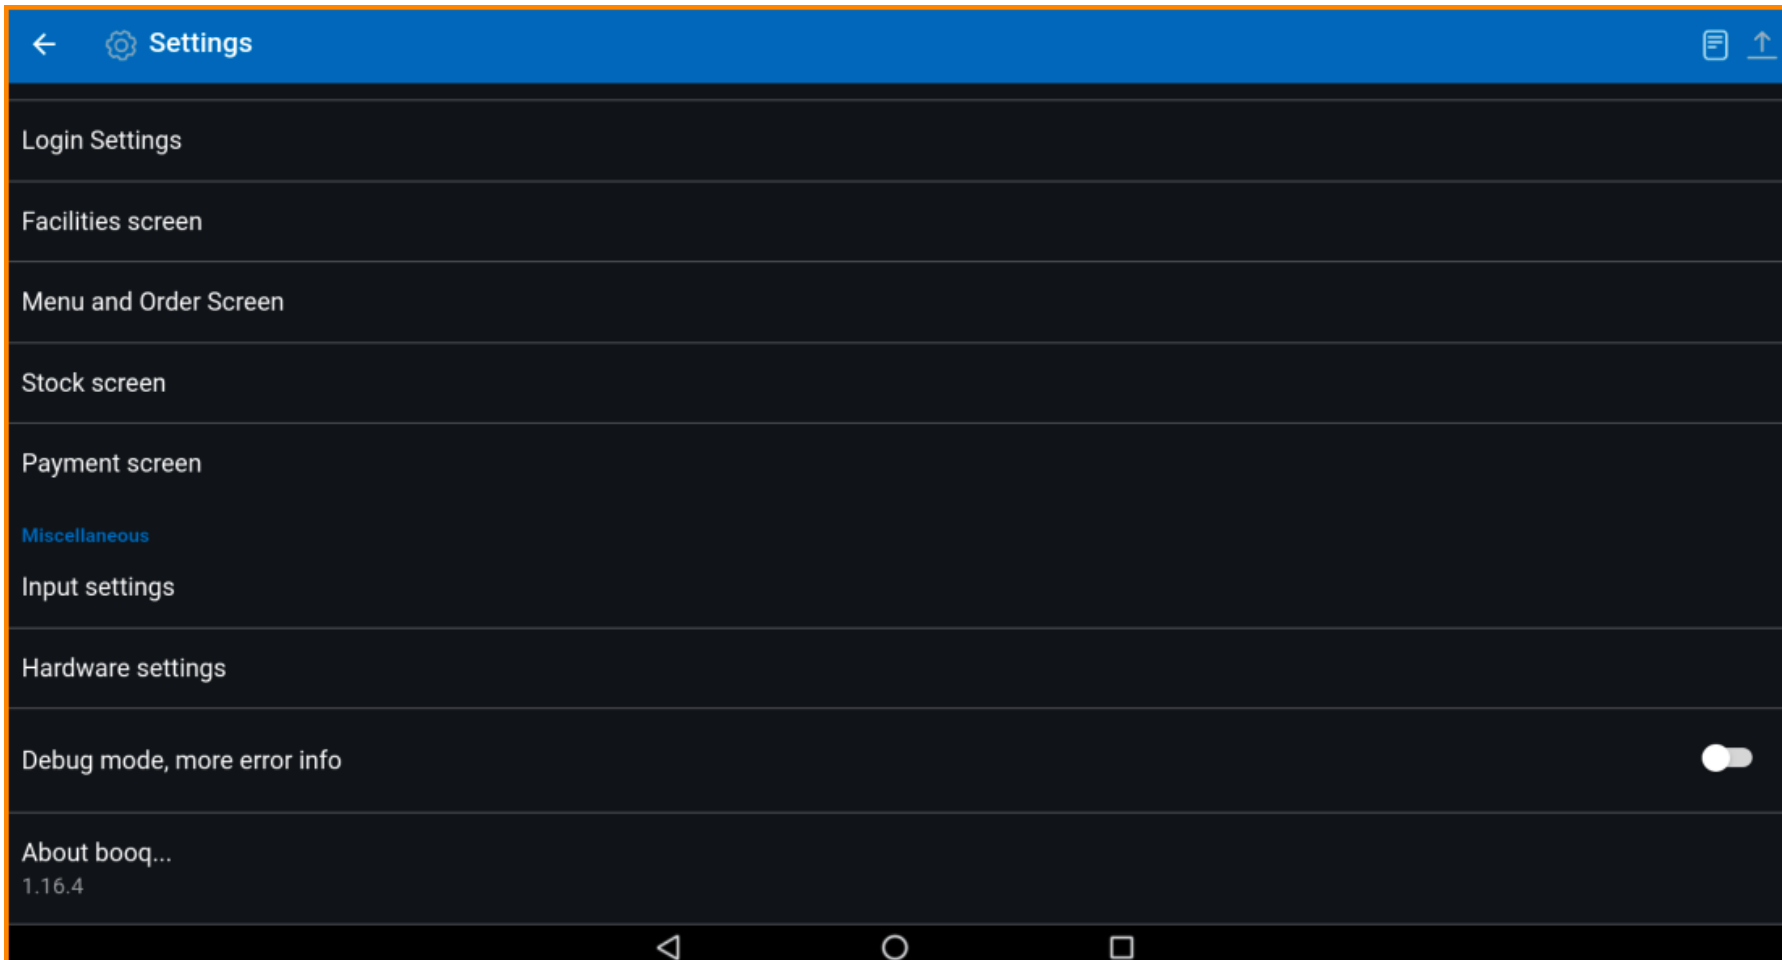 Settings
Login Settings
Facilities screen
Menu and Order Screen
Stock screen
Payment screen
Miscellaneous
Input settings
Hardware settings
Debug mode, more error info
About booq...
1.16.4